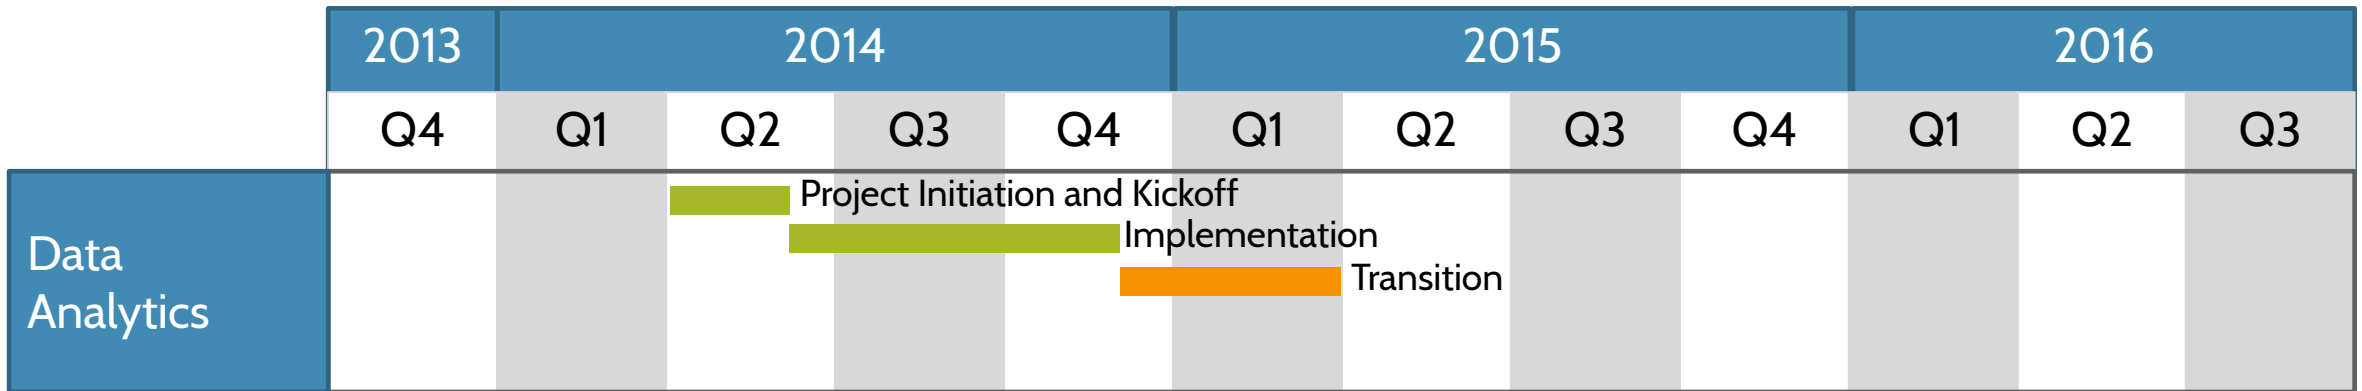 2013 2014 2015 2016
Q4 Q1 Q2 Q3 Q4 Q1 Q2 Q3 Q4 Q1 Q2 Q3
Project Initiation and Kickoff
Implementation
Transition
Data
Analytics